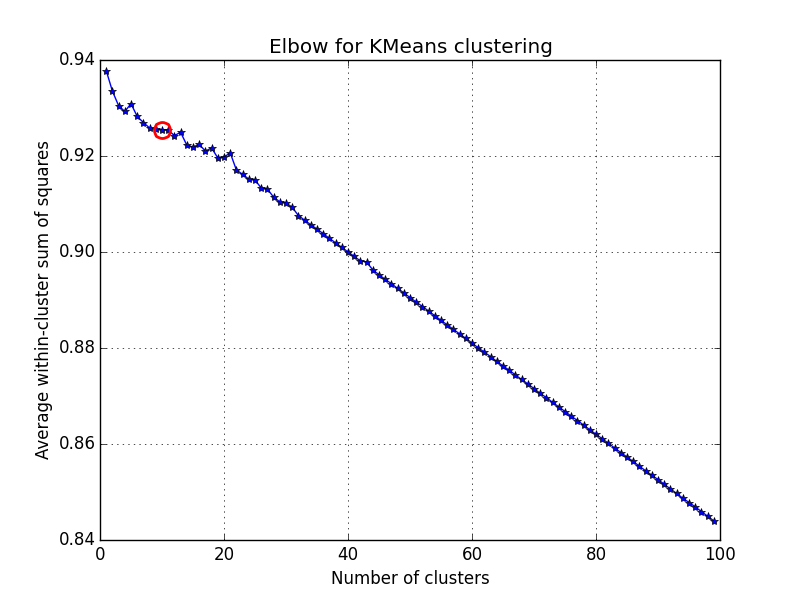 Elbow for KMeans clustering
0.94
0.92
0.90
0.88
0.86
0.84
Average within-cluster sum of squares
0 20 40 60 80 100
Number of clusters